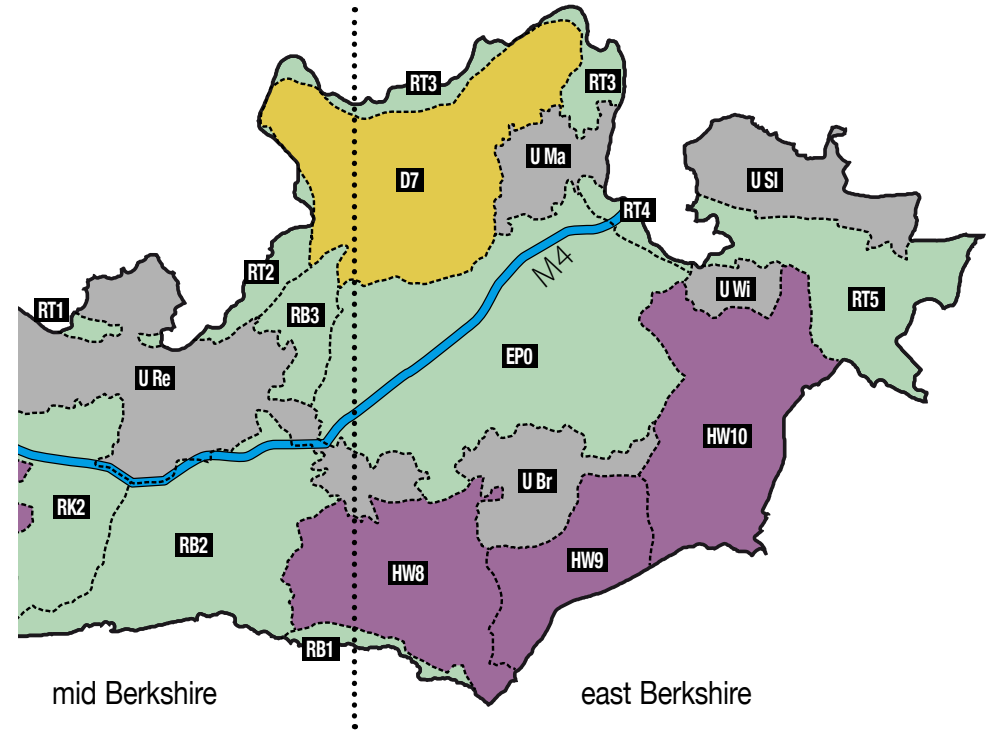 RT3
RT3
U Ma
D7
U Sl
RT4
M4
RT2
U Wi
RT5
RT1
RB3
EP0
U Re
HW10
U Br
RK2
RB2
HW9
HW8
RB1
mid Berkshire
east Berkshire